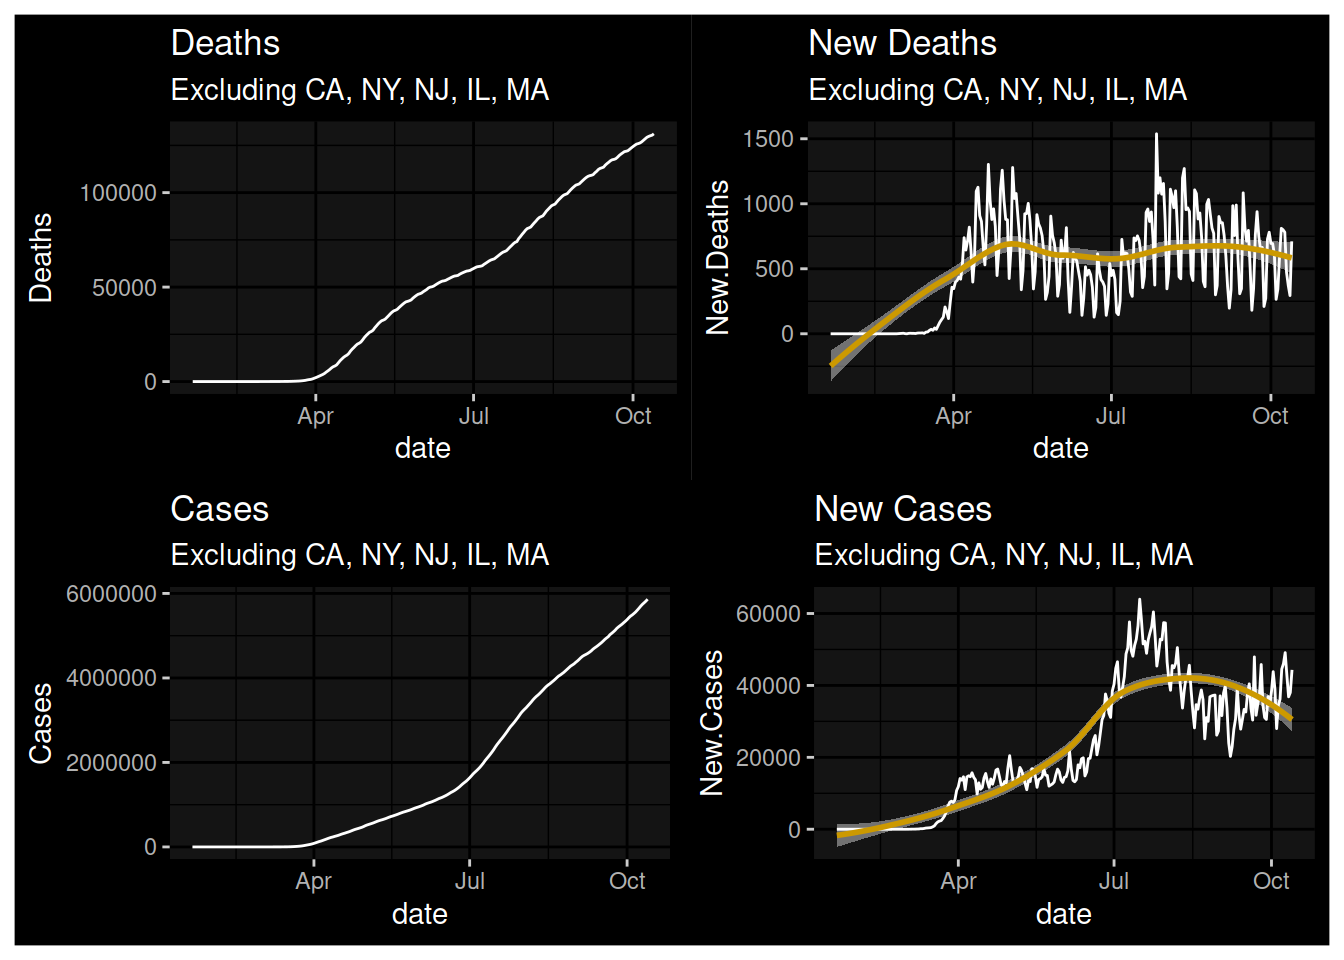 Deaths
Excluding CA, NY, NJ, IL, MA
Deaths
100000
50000
0
Apr
Jul
Oct
date
New Deaths
Excluding CA, NY, NJ, IL, MA
New.Deaths
1500
1000
500
0
Apr
Jul
Oct
date
Cases
Excluding CA, NY, NJ, IL, MA
Cases
6000000
4000000
2000000
0
Apr
Jul
Oct
date
New Cases
Excluding CA, NY, NJ, IL, MA
New.Cases
60000
40000
20000
0
Apr
Jul
Oct
date